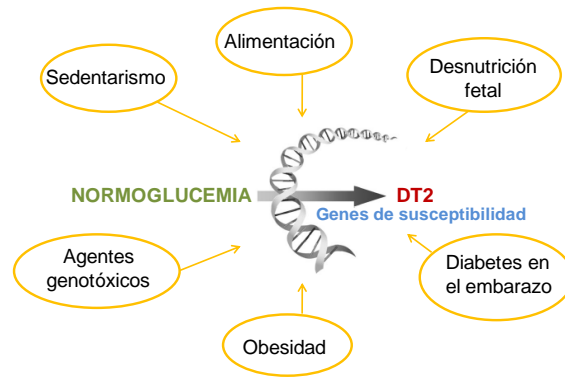 Alimentación
Sedentarismo
Desnutrición
fetal
NORMOGLUCEMIA
DT2
Genes de susceptibilidad
Agentes
genotóxicos
Diabetes en
el embarazo
Obesidad